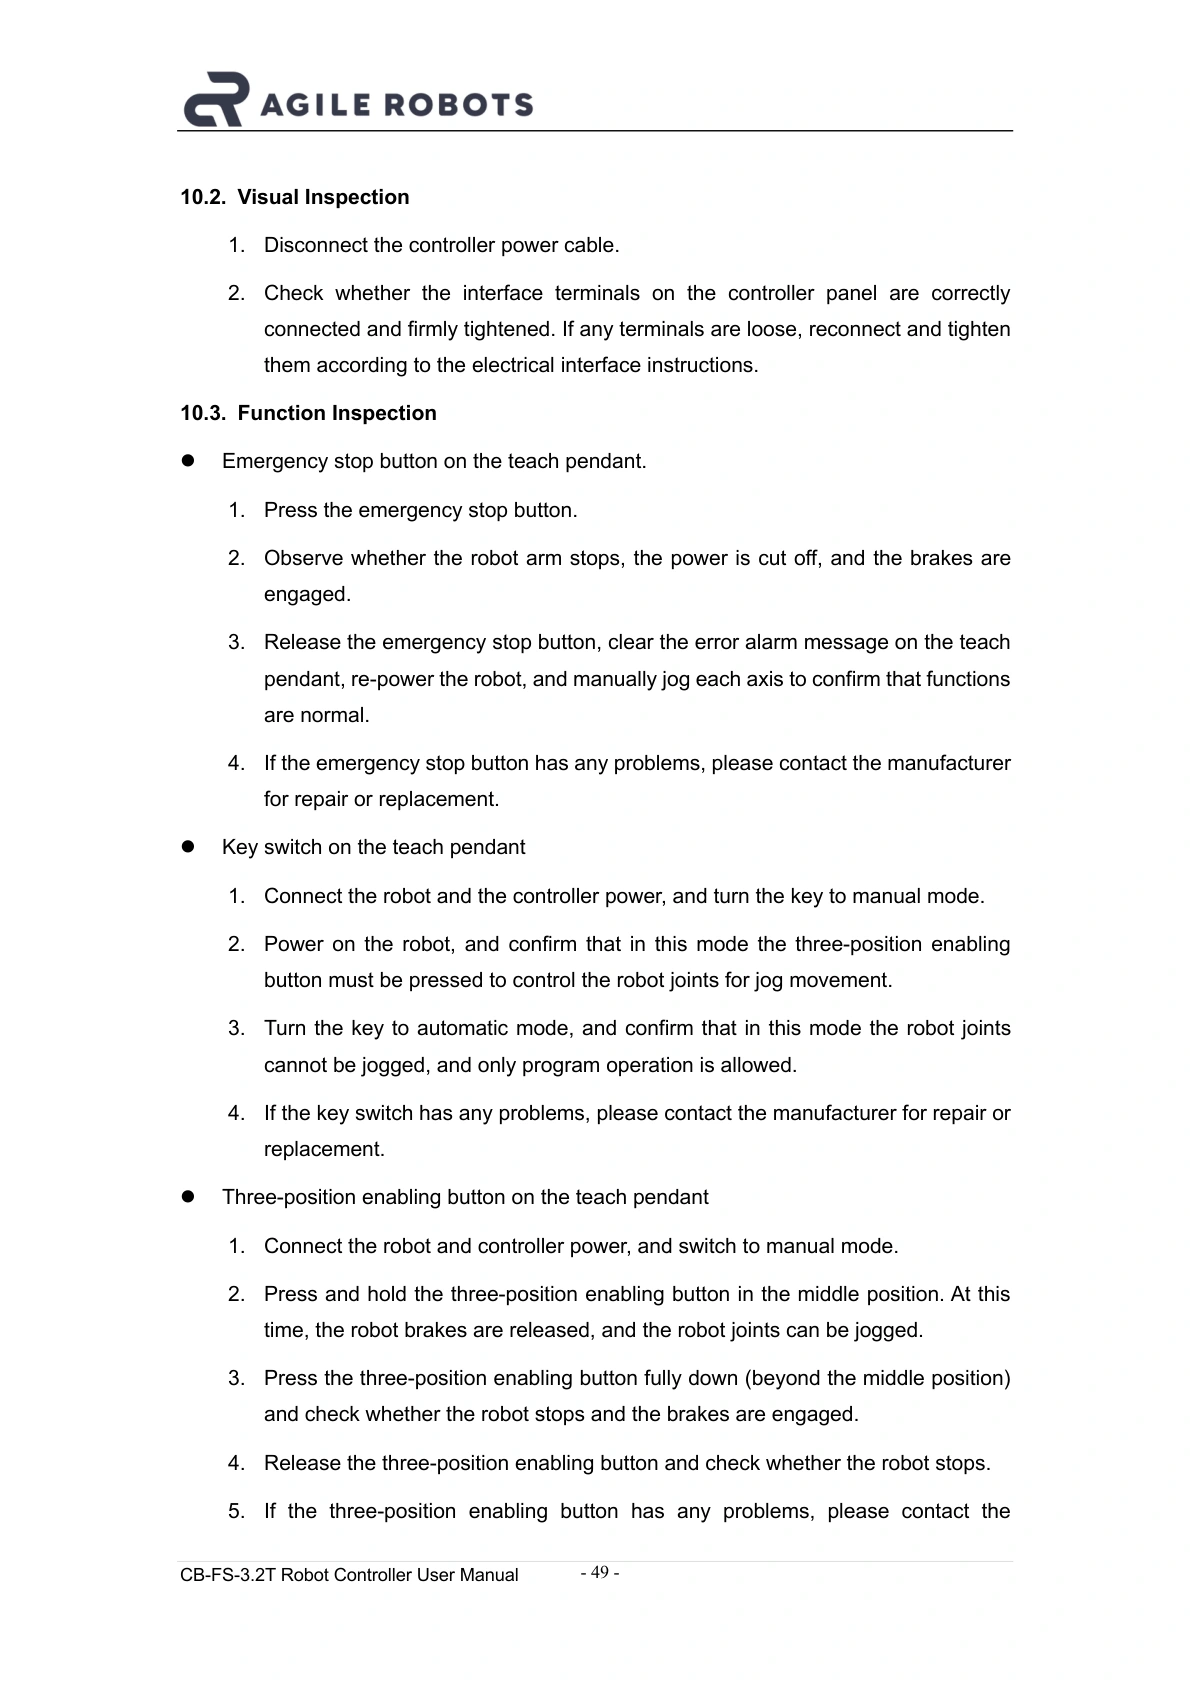 AGILE ROBOTS
10.2. Visual Inspection
1. Disconnect the controller power cable.
2. Check whether the interface terminals on the controller panel are correctly
connected and firmly tightened. If any terminals are loose, reconnect and tighten
them according to the electrical interface instructions.
10.3. Function Inspection
● Emergency stop button on the teach pendant.
1. Press the emergency stop button.
2. Observe whether the robot arm stops, the power is cut off, and the brakes are
engaged.
3. Release the emergency stop button, clear the error alarm message on the teach
pendant, re-power the robot, and manually jog each axis to confirm that functions
are normal.
4. If the emergency stop button has any problems, please contact the manufacturer
for repair or replacement.
● Key switch on the teach pendant
1. Connect the robot and the controller power, and turn the key to manual mode.
2. Power on the robot, and confirm that in this mode the three-position enabling
button must be pressed to control the robot joints for jog movement.
3. Turn the key to automatic mode, and confirm that in this mode the robot joints
cannot be jogged, and only program operation is allowed.
4. If the key switch has any problems, please contact the manufacturer for repair or
replacement.
● Three-position enabling button on the teach pendant
1. Connect the robot and controller power, and switch to manual mode.
2. Press and hold the three-position enabling button in the middle position. At this
time, the robot brakes are released, and the robot joints can be jogged.
3. Press the three-position enabling button fully down (beyond the middle position)
and check whether the robot stops and the brakes are engaged.
4. Release the three-position enabling button and check whether the robot stops.
5. If the three-position enabling button has any problems, please contact the
CB-FS-3.2T Robot Controller User Manual - 49 -